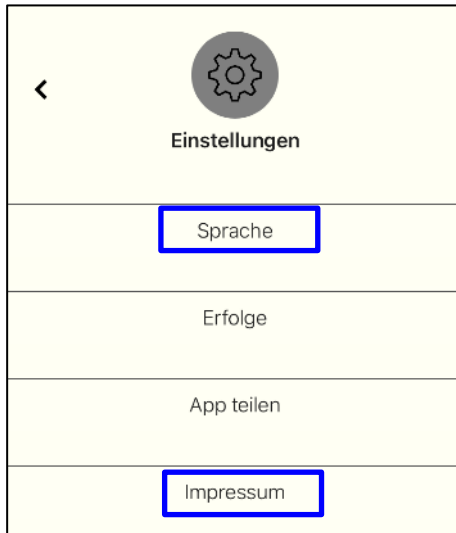 Einstellungen
Sprache
Erfolge
App teilen
Impressum